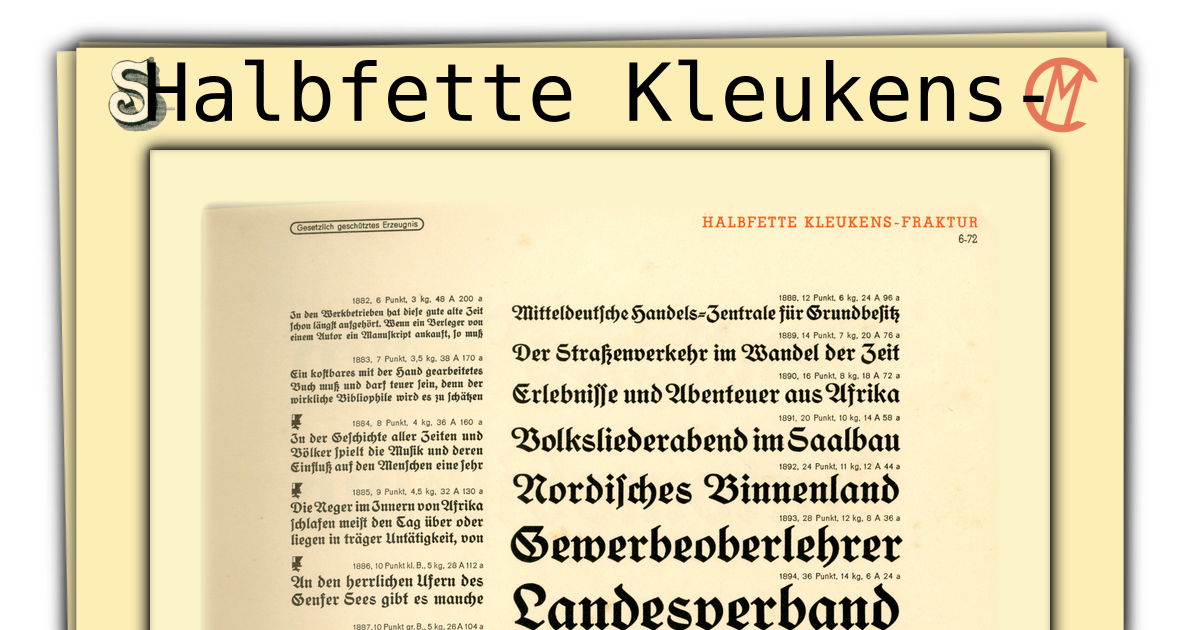 Halbfette Kleukens-
Gesetzlich geschütztes Erzeugnis
HALBFETTE KLEUKENS-FRAKTUR
6-72
1882, 6 Punkt, 3 kg, 48 A 200 a
In den Werkbetrieben hat diese gute alte Zeit
schon längst aufgehört. Wenn ein Verleger von
einem Autor ein Manuskript ankauft, so muß
1883, 7 Punkt, 3,5 kg, 38 A 170 a
Ein kostbares mit der Hand gearbeitetes
Buch muß und darf teuer sein, denn der
wirkliche Bibliophile wird es zu schätzen
1884, 8 Punkt, 4 kg, 36 A 160 a
In der Geschichte aller Zeiten und
Völker spielt die Musik und deren
Einfluß auf den Menschen eine sehr
1885, 9 Punkt, 4,5 kg, 32 A 130 a
Die Neger im Innern von Afrika
schlafen meist den Tag über oder
liegen in träger Untätigkeit, von
1886, 10 Punkt kl. B., 5 kg, 28 A 112 a
An den herrlichen Ufern des
Genfer Sees gibt es manche
1887, 10 Punkt gr. B., 5 kg, 26 A 104 a
1888, 12 Punkt, 6 kg, 24 A 96 a
Mitteldeutsche Handels-Zentrale für Grundbesitz
1889, 14 Punkt, 7 kg, 20 A 76 a
Der Straßenverkehr im Wandel der Zeit
1890, 16 Punkt, 8 kg, 18 A 72 a
Erlebnisse und Abenteuer aus Afrika
1891, 20 Punkt, 10 kg, 14 A 58 a
Volksliederabend im Saalbau
1892, 24 Punkt, 11 kg, 12 A 44 a
Nordisches Binnenland
1893, 28 Punkt, 12 kg, 8 A 36 a
Gewerbeoberlehrer
1894, 36 Punkt, 14 kg, 6 A 24 a
Landesverband